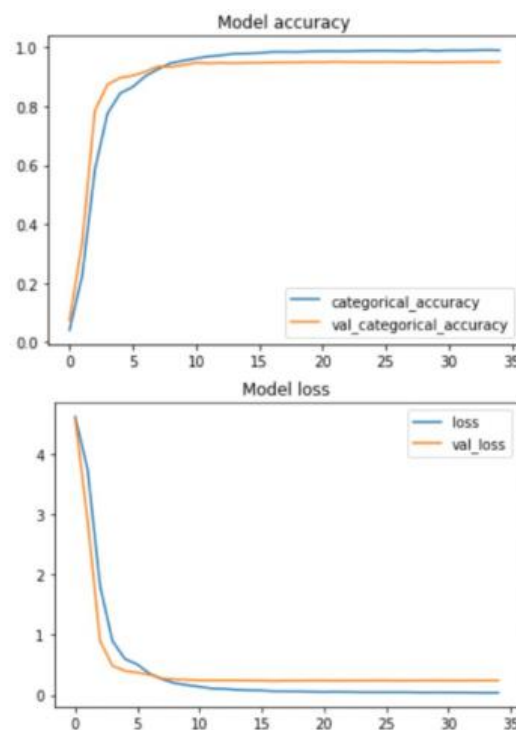 Model accuracy
1.0
0.8
0.6
0.4
0.2
0.0
categorical_accuracy
val_categorical_accuracy
0 5 10 15 20 25 30 35
Model loss
4
3
2
1
0
loss
val_loss
0 5 10 15 20 25 30 35